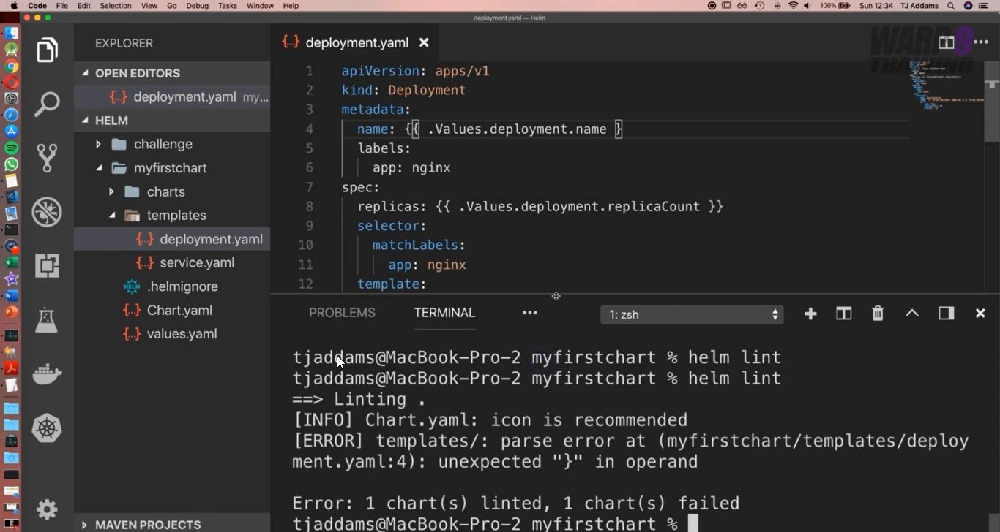 Code File Edit Selection View Go Debug Tasks Window Help 100% Sun 12:34 TJ Addams
deployment.yaml — Helm
WARP 9
TRAINING
EXPLORER
OPEN EDITORS
deployment.yaml my...
HELM
challenge
myfirstchart
charts
templates
deployment.yaml
service.yaml
HELM .helmignore
Chart.yaml
values.yaml
MAVEN PROJECTS
deployment.yaml
1 apiVersion: apps/v1
2 kind: Deployment
3 metadata:
4 name: {{ .Values.deployment.name }
5 labels:
6 app: nginx
7 spec:
8 replicas: {{ .Values.deployment.replicaCount }}
9 selector:
10 matchLabels:
11 app: nginx
12 template:
PROBLEMS TERMINAL ••• 1: zsh
tjaddams@MacBook-Pro-2 myfirstchart % helm lint
tjaddams@MacBook-Pro-2 myfirstchart % helm lint
==> Linting .
[INFO] Chart.yaml: icon is recommended
[ERROR] templates/: parse error at (myfirstchart/templates/deploy
ment.yaml:4): unexpected "}" in operand
Error: 1 chart(s) linted, 1 chart(s) failed
tjaddams@MacBook-Pro-2 myfirstchart %